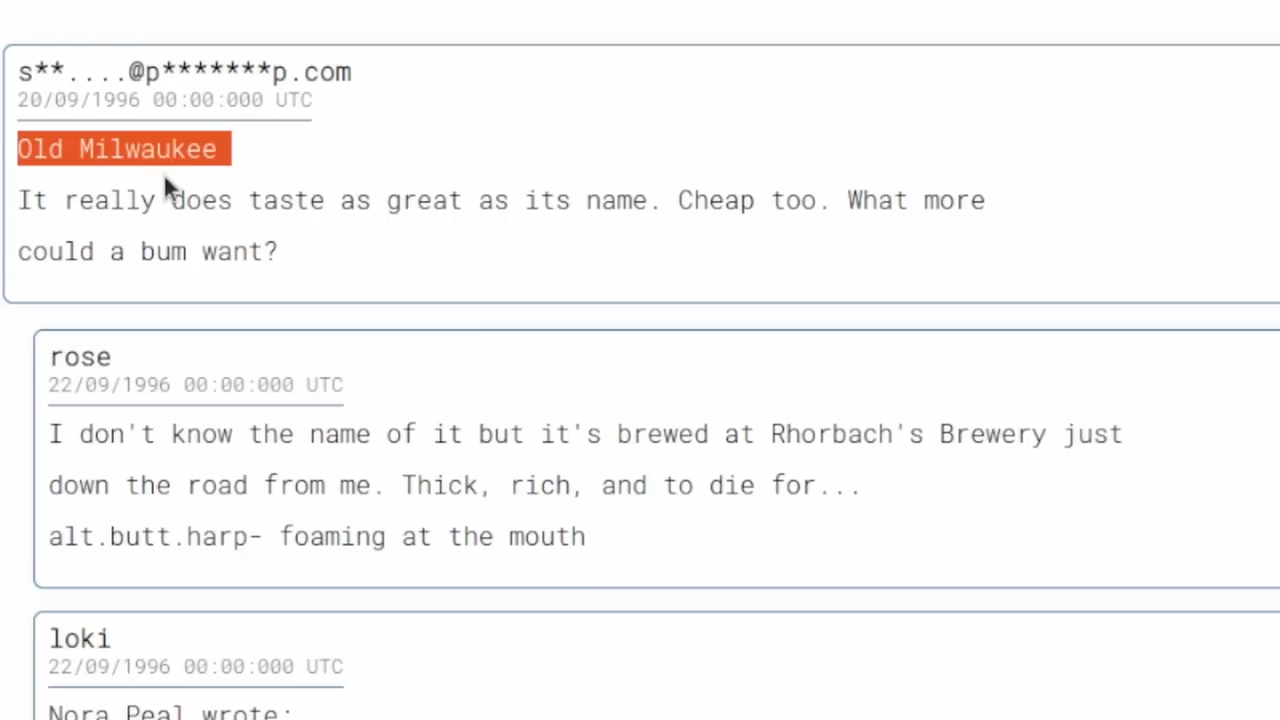 s**....@p*******p.com
20/09/1996 00:00:000 UTC
Old Milwaukee
It really does taste as great as its name. Cheap too. What more
could a bum want?
rose
22/09/1996 00:00:000 UTC
I don't know the name of it but it's brewed at Rhorbach's Brewery just
down the road from me. Thick, rich, and to die for...
alt.butt.harp- foaming at the mouth
loki
22/09/1996 00:00:000 UTC
Nora Peal wrote: